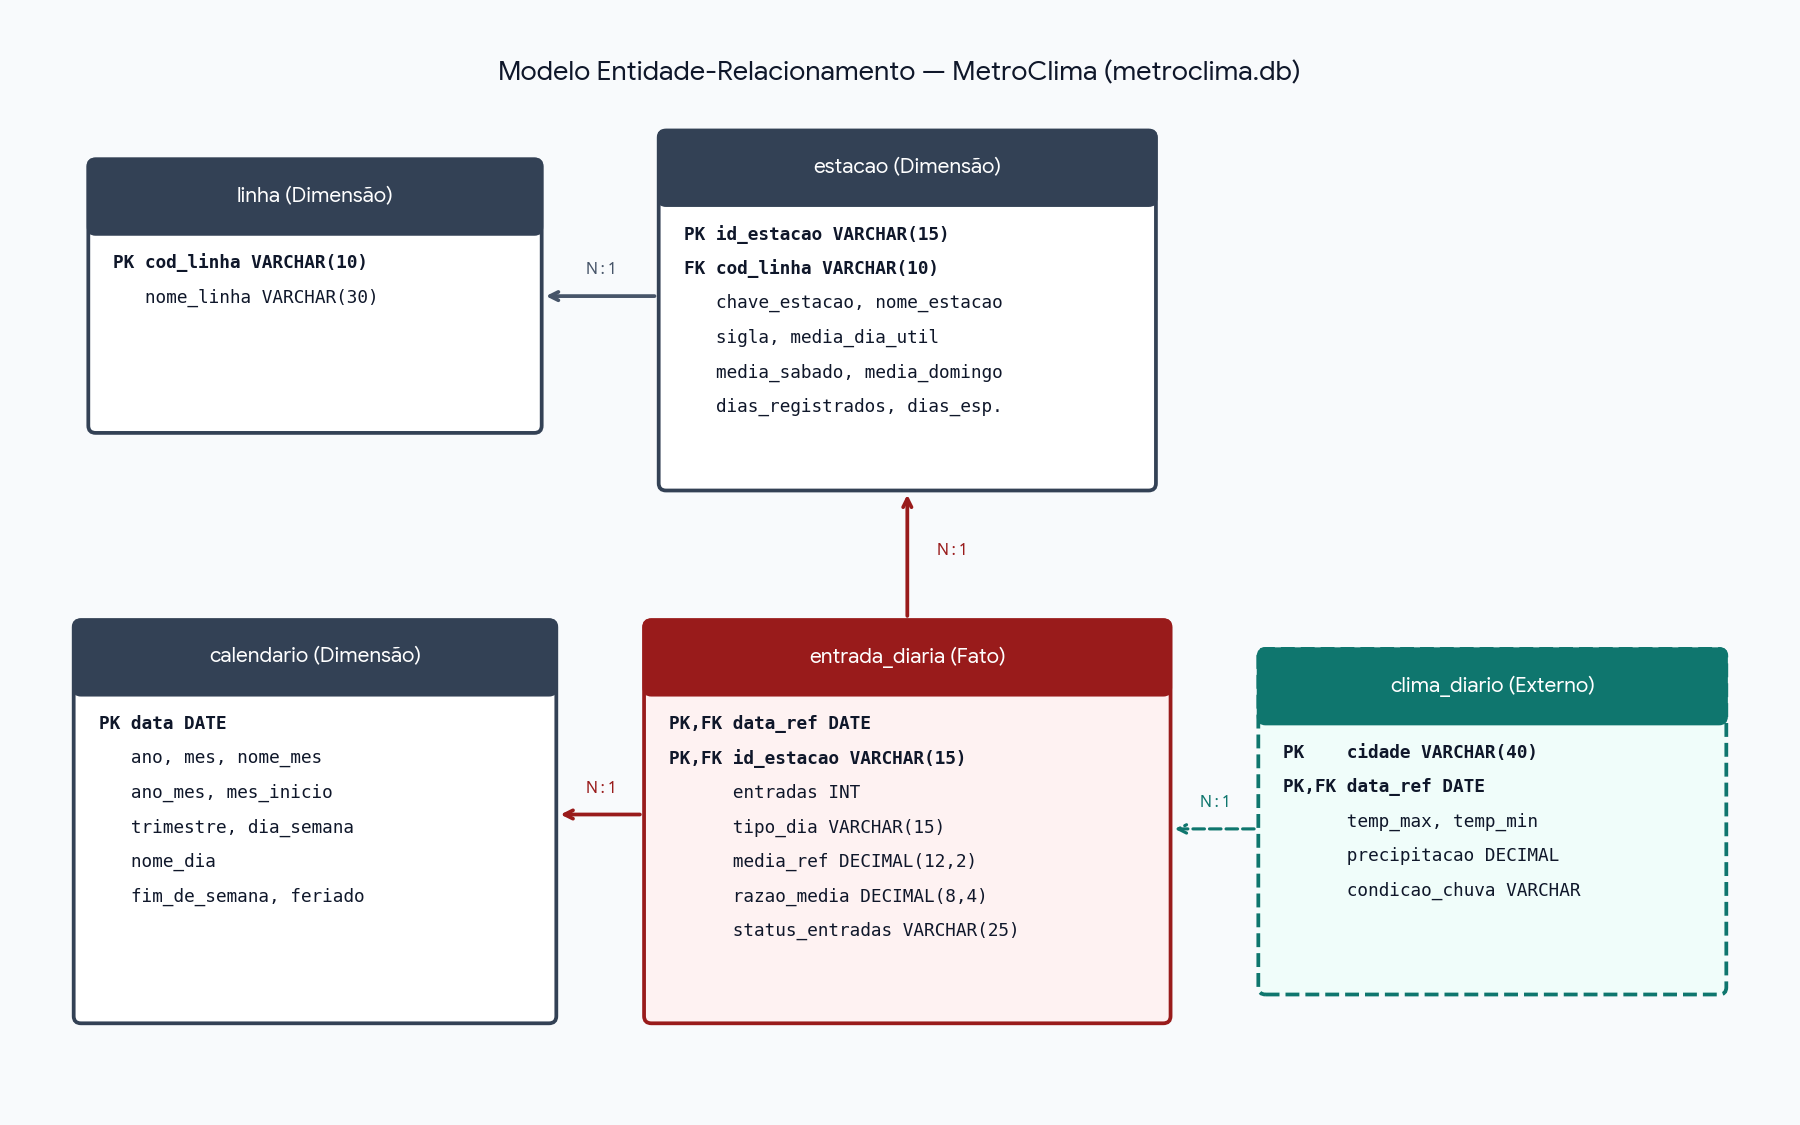 Modelo Entidade-Relacionamento — MetroClima (metroclima.db)
linha (Dimensão)
PK cod_linha VARCHAR(10)
nome_linha VARCHAR(30)
N:1
estacao (Dimensão)
PK id_estacao VARCHAR(15)
FK cod_linha VARCHAR(10)
chave_estacao, nome_estacao
sigla, media_dia_util
media_sabado, media_domingo
dias_registrados, dias_esp.
N:1
calendario (Dimensão)
PK data DATE
ano, mes, nome_mes
ano_mes, mes_inicio
trimestre, dia_semana
nome_dia
fim_de_semana, feriado
N:1
entrada_diaria (Fato)
PK,FK data_ref DATE
PK,FK id_estacao VARCHAR(15)
entradas INT
tipo_dia VARCHAR(15)
media_ref DECIMAL(12,2)
razao_media DECIMAL(8,4)
status_entradas VARCHAR(25)
N:1
clima_diario (Externo)
PK cidade VARCHAR(40)
PK,FK data_ref DATE
temp_max, temp_min
precipitacao DECIMAL
condicao_chuva VARCHAR